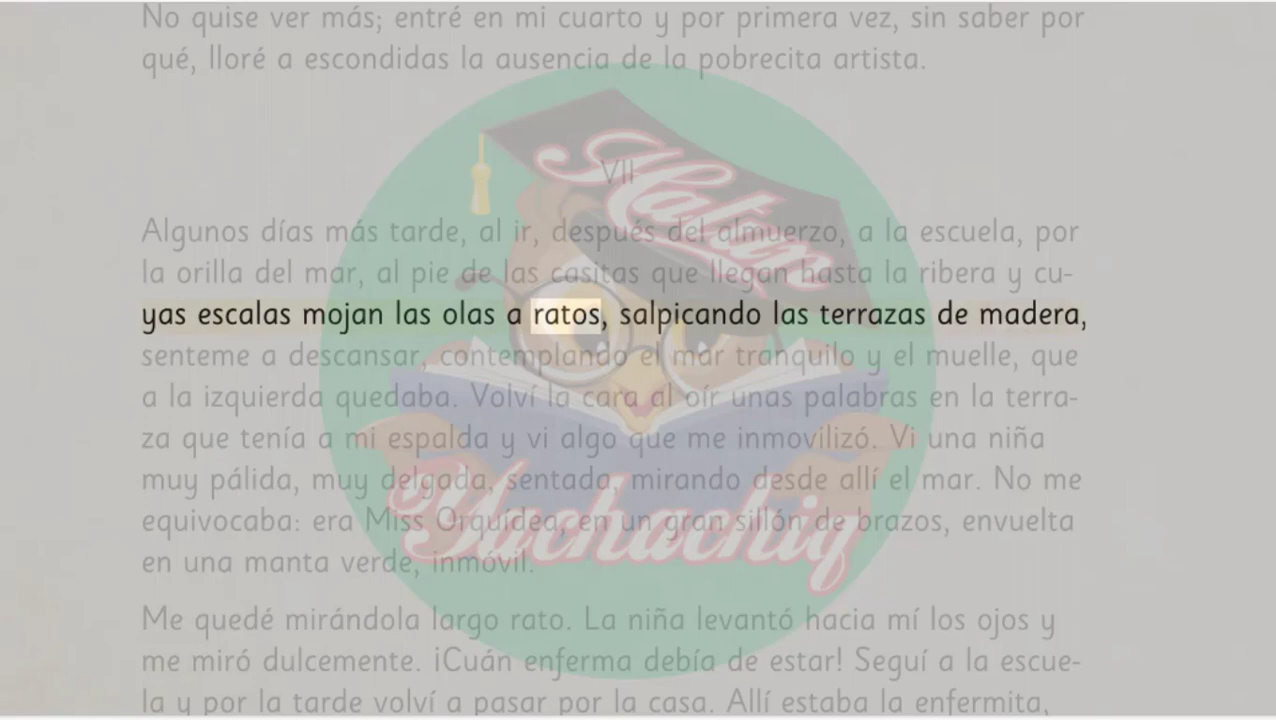 No quise ver más; entré en mi cuarto y por primera vez, sin saber por
qué, lloré a escondidas la ausencia de la pobrecita artista.
VII
Hatun
Algunos días más tarde, al ir, después del almuerzo, a la escuela, por
la orilla del mar, al pie de las casitas que llegan hasta la ribera y cu-
yas escalas mojan las olas a ratos, salpicando las terrazas de madera,
senteme a descansar, contemplando el mar tranquilo y el muelle, que
a la izquierda quedaba. Volví la cara al oír unas palabras en la terra-
za que tenía a mi espalda y vi algo que me inmovilizó. Vi una niña
muy pálida, muy delgada, sentada, mirando desde allí el mar. No me
equivocaba: era Miss Orquídea, en un gran sillón de brazos, envuelta
en una manta verde, inmóvil.
Yachachiq
Me quedé mirándola largo rato. La niña levantó hacia mí los ojos y
me miró dulcemente. ¡Cuán enferma debía de estar! Seguí a la escue-
la y por la tarde volví a pasar por la casa. Allí estaba la enfermita,